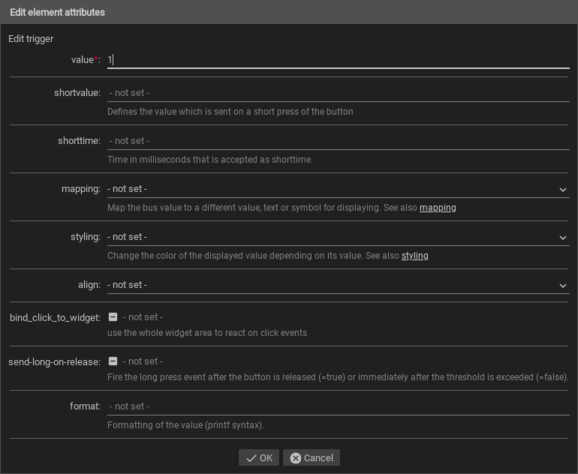 Edit element attributes
Edit trigger
value*: 1
shortvalue: - not set -
Defines the value which is sent on a short press of the button
shorttime: - not set -
Time in milliseconds that is accepted as shorttime.
mapping: - not set -
Map the bus value to a different value, text or symbol for displaying. See also mapping
styling: - not set -
Change the color of the displayed value depending on its value. See also styling
align: - not set -
bind_click_to_widget: - not set -
use the whole widget area to react on click events
send-long-on-release: - not set -
Fire the long press event after the button is released (=true) or immediately after the threshold is exceeded (=false).
format: - not set -
Formatting of the value (printf syntax).
OK Cancel